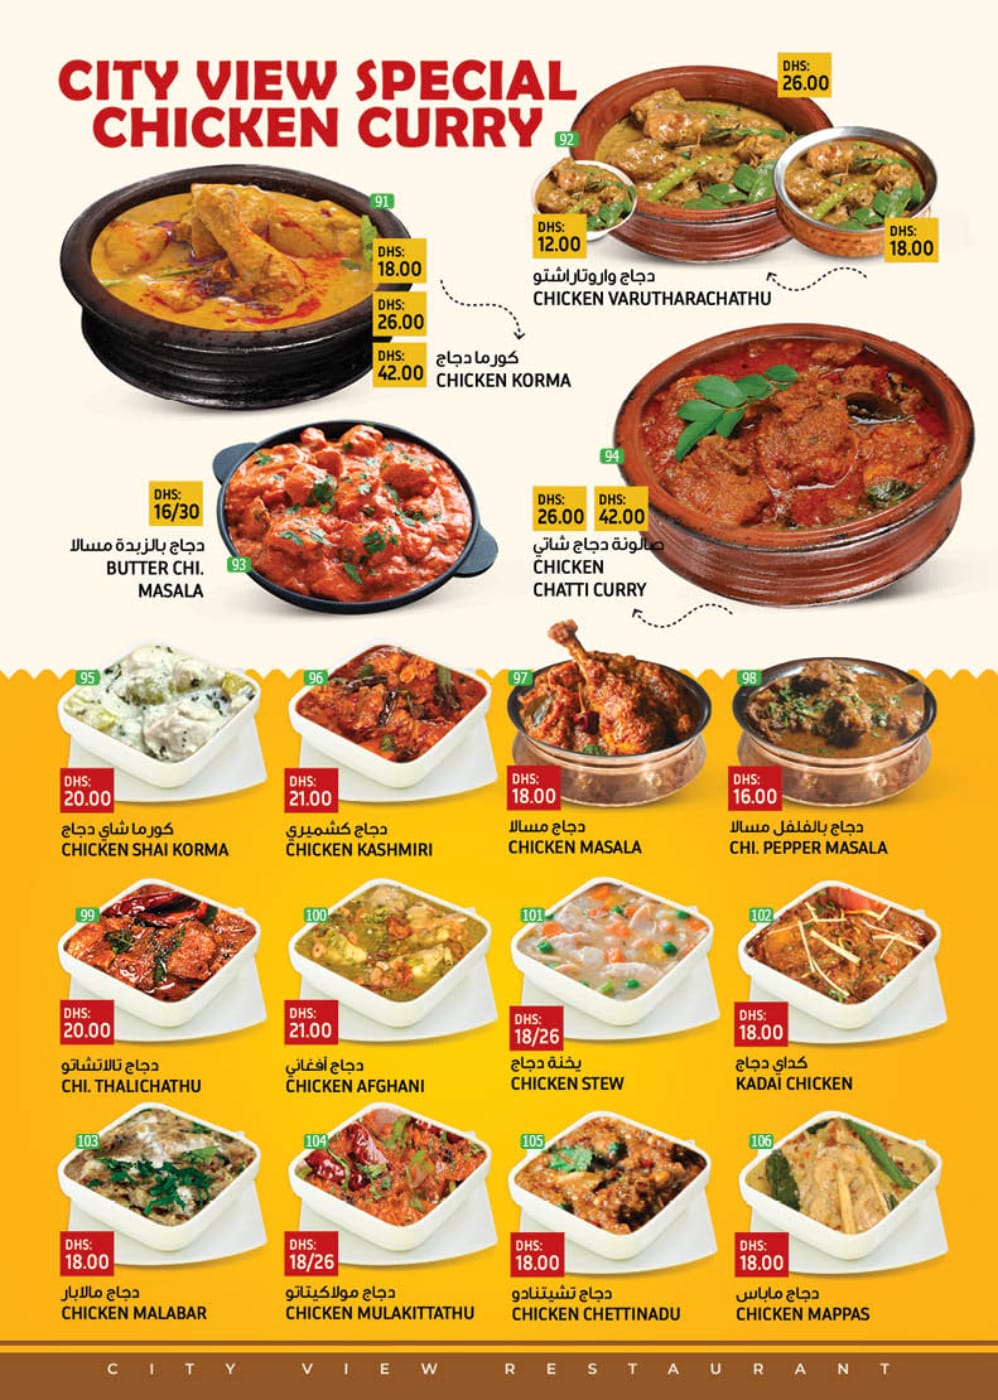 CITY VIEW SPECIAL
CHICKEN CURRY
91
DHS:
18.00
DHS:
26.00
DHS:
42.00
كورما دجاج
CHICKEN KORMA
92
DHS:
26.00
DHS:
12.00
DHS:
18.00
دجاج واروتاراشتو
CHICKEN VARUTHARACHATHU
93
DHS:
16/30
دجاج بالزبدة مسالا
BUTTER CHI.
MASALA
94
DHS:
26.00
DHS:
42.00
صالونة دجاج شاتي
CHICKEN
CHATTI CURRY
95
DHS:
20.00
كورما شاي دجاج
CHICKEN SHAI KORMA
96
DHS:
21.00
دجاج كشميري
CHICKEN KASHMIRI
97
DHS:
18.00
دجاج مسالا
CHICKEN MASALA
98
DHS:
16.00
دجاج بالفلفل مسالا
CHI. PEPPER MASALA
99
DHS:
20.00
دجاج تالاتشاتو
CHI. THALICHATHU
100
DHS:
21.00
دجاج أفغاني
CHICKEN AFGHANI
101
DHS:
18/26
يخنة دجاج
CHICKEN STEW
102
DHS:
18.00
كداي دجاج
KADAI CHICKEN
103
DHS:
18.00
دجاج مالابار
CHICKEN MALABAR
104
DHS:
18/26
دجاج مولاكيتاتو
CHICKEN MULAKITTATHU
105
DHS:
18.00
دجاج تشيتنادو
CHICKEN CHETTINADU
106
DHS:
18.00
دجاج ماباس
CHICKEN MAPPAS
CITY VIEW RESTAURANT